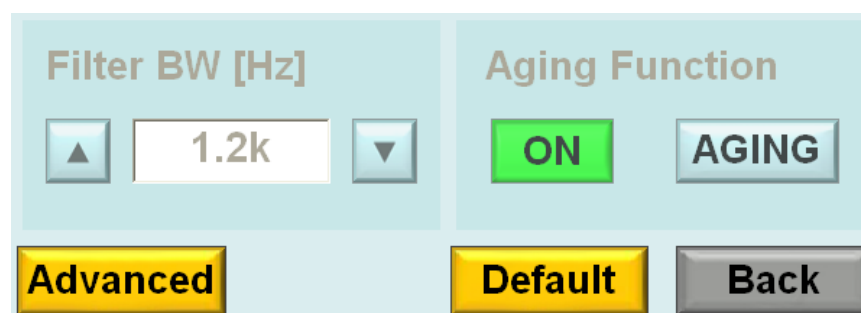 Filter BW [Hz]
Aging Function
▲ 1.2k ▼
ON AGING
Advanced
Default
Back